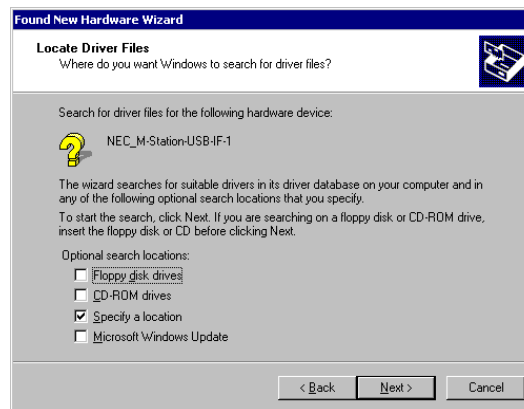 Found New Hardware Wizard
Locate Driver Files
Where do you want Windows to search for driver files?
Search for driver files for the following hardware device:
NEC_M-Station-USB-IF-1
The wizard searches for suitable drivers in its driver database on your computer and in
any of the following optional search locations that you specify.
To start the search, click Next. If you are searching on a floppy disk or CD-ROM drive,
insert the floppy disk or CD before clicking Next.
Optional search locations:
Floppy disk drives
CD-ROM drives
Specify a location
Microsoft Windows Update
< Back Next > Cancel